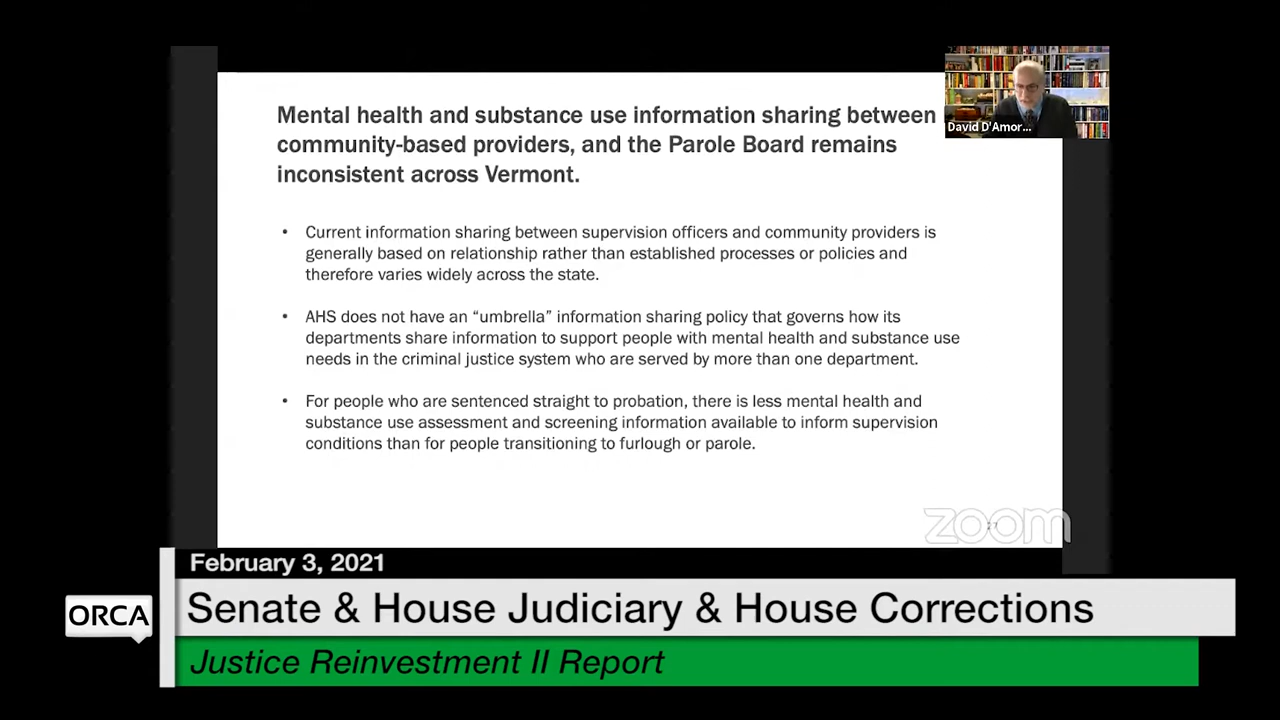 Mental health and substance use information sharing between
community-based providers, and the Parole Board remains
inconsistent across Vermont.
David D'Amor...
• Current information sharing between supervision officers and community providers is
generally based on relationship rather than established processes or policies and
therefore varies widely across the state.
• AHS does not have an “umbrella” information sharing policy that governs how its
departments share information to support people with mental health and substance use
needs in the criminal justice system who are served by more than one department.
• For people who are sentenced straight to probation, there is less mental health and
substance use assessment and screening information available to inform supervision
conditions than for people transitioning to furlough or parole.
zoom
February 3, 2021
ORCA
Senate & House Judiciary & House Corrections
Justice Reinvestment II Report